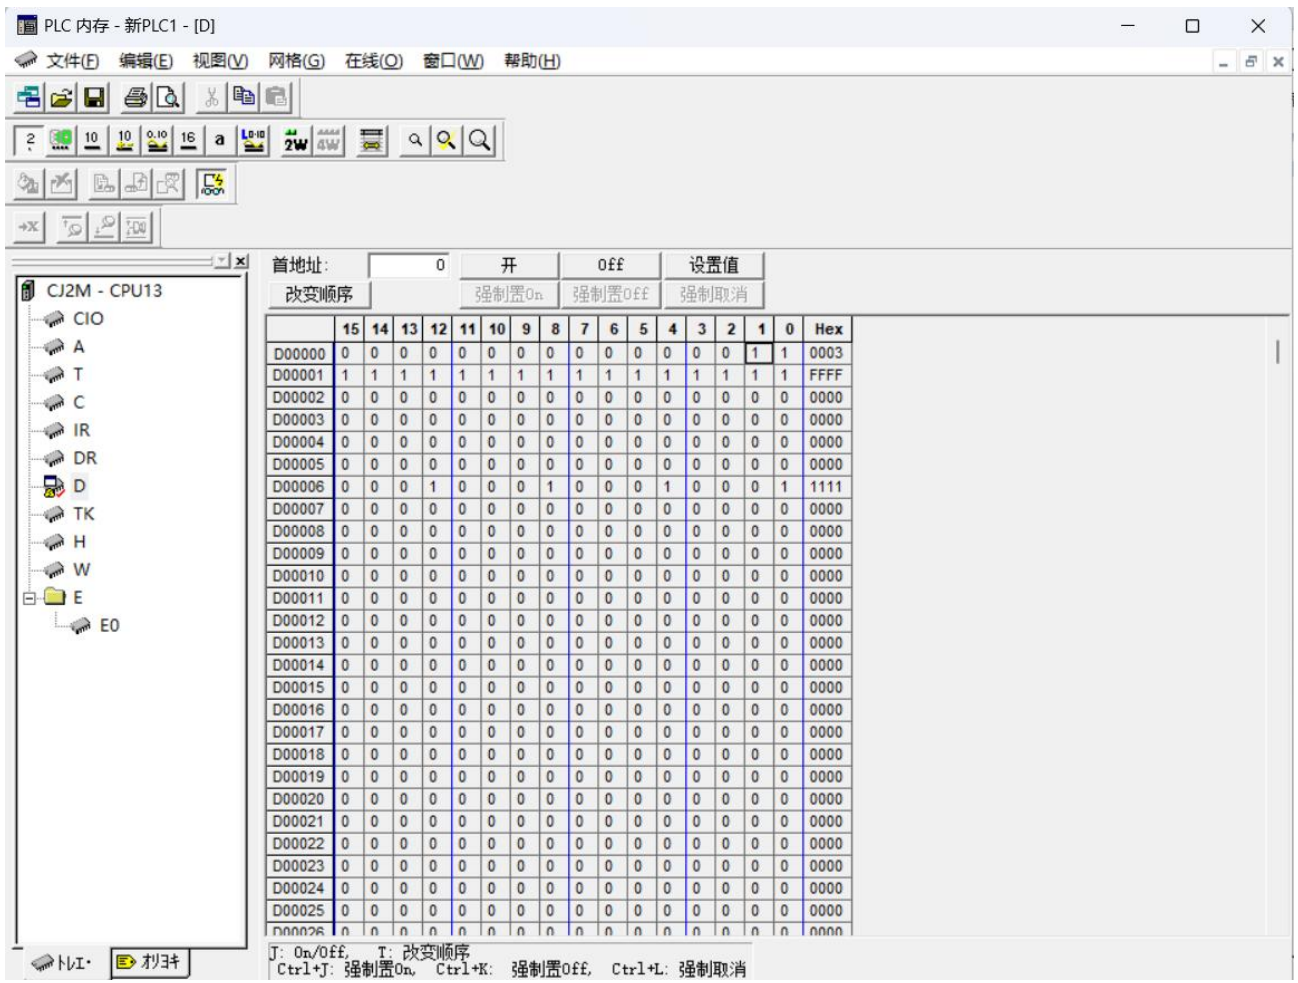 PLC 内存 - 新PLC1 - [D]
文件(F) 编辑(E) 视图(V) 网格(G) 在线(O) 窗口(W) 帮助(H)
2 10 10 0.10 16 a 2W 4W
首地址: 0 开 Off 设置值
改变顺序 强制置On 强制置Off 强制取消
CJ2M - CPU13
CIO
A
T
C
IR
DR
D
TK
H
W
E
E0
15 14 13 12 11 10 9 8 7 6 5 4 3 2 1 0 Hex
D00000 0 0 0 0 0 0 0 0 0 0 0 0 0 0 1 1 0003
D00001 1 1 1 1 1 1 1 1 1 1 1 1 1 1 1 1 FFFF
D00002 0 0 0 0 0 0 0 0 0 0 0 0 0 0 0 0 0000
D00003 0 0 0 0 0 0 0 0 0 0 0 0 0 0 0 0 0000
D00004 0 0 0 0 0 0 0 0 0 0 0 0 0 0 0 0 0000
D00005 0 0 0 0 0 0 0 0 0 0 0 0 0 0 0 0 0000
D00006 0 0 0 1 0 0 0 1 0 0 0 1 0 0 0 1 1111
D00007 0 0 0 0 0 0 0 0 0 0 0 0 0 0 0 0 0000
D00008 0 0 0 0 0 0 0 0 0 0 0 0 0 0 0 0 0000
D00009 0 0 0 0 0 0 0 0 0 0 0 0 0 0 0 0 0000
D00010 0 0 0 0 0 0 0 0 0 0 0 0 0 0 0 0 0000
D00011 0 0 0 0 0 0 0 0 0 0 0 0 0 0 0 0 0000
D00012 0 0 0 0 0 0 0 0 0 0 0 0 0 0 0 0 0000
D00013 0 0 0 0 0 0 0 0 0 0 0 0 0 0 0 0 0000
D00014 0 0 0 0 0 0 0 0 0 0 0 0 0 0 0 0 0000
D00015 0 0 0 0 0 0 0 0 0 0 0 0 0 0 0 0 0000
D00016 0 0 0 0 0 0 0 0 0 0 0 0 0 0 0 0 0000
D00017 0 0 0 0 0 0 0 0 0 0 0 0 0 0 0 0 0000
D00018 0 0 0 0 0 0 0 0 0 0 0 0 0 0 0 0 0000
D00019 0 0 0 0 0 0 0 0 0 0 0 0 0 0 0 0 0000
D00020 0 0 0 0 0 0 0 0 0 0 0 0 0 0 0 0 0000
D00021 0 0 0 0 0 0 0 0 0 0 0 0 0 0 0 0 0000
D00022 0 0 0 0 0 0 0 0 0 0 0 0 0 0 0 0 0000
D00023 0 0 0 0 0 0 0 0 0 0 0 0 0 0 0 0 0000
D00024 0 0 0 0 0 0 0 0 0 0 0 0 0 0 0 0 0000
D00025 0 0 0 0 0 0 0 0 0 0 0 0 0 0 0 0 0000
D00026 0 0 0 0 0 0 0 0 0 0 0 0 0 0 0 0 0000
J: On/Off, T: 改变顺序
Ctrl+J: 强制置On, Ctrl+K: 强制置Off, Ctrl+L: 强制取消
ﾄﾚｴ･ ｵﾘﾖｷ